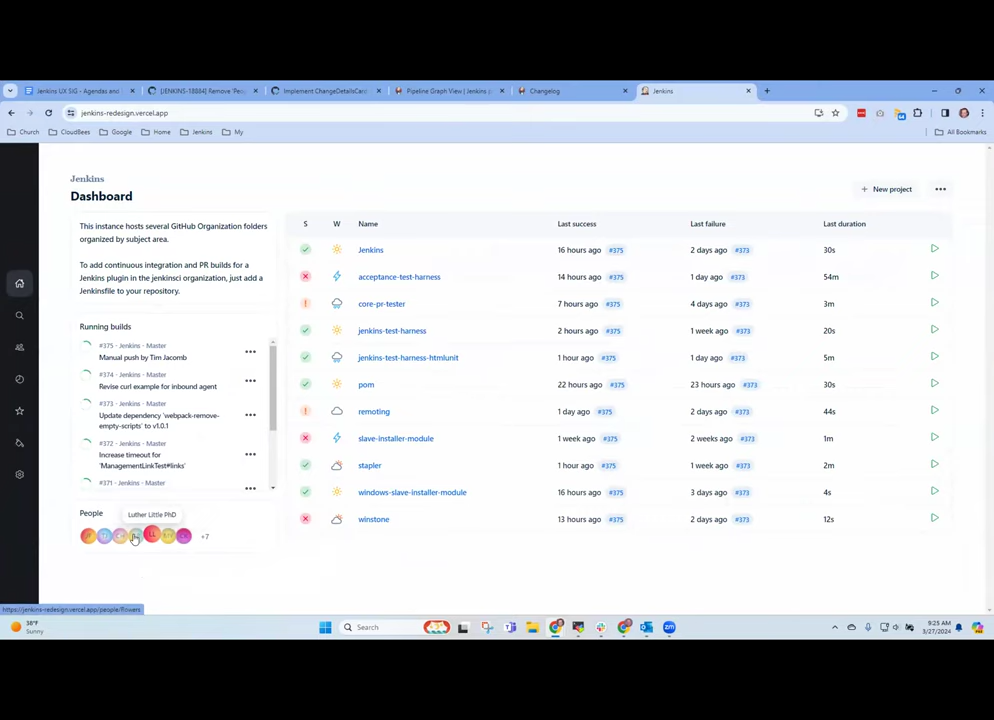 Jenkins UX SIG - Agendas and
[JENKINS-18884] Remove 'Peo
Implement ChangeDetailsCard
Pipeline Graph View | Jenkins p
Changelog
Jenkins
jenkins-redesign.vercel.app
Church
CloudBees
Google
Home
Jenkins
My
All Bookmarks
Jenkins
Dashboard
New project
This instance hosts several GitHub Organization folders
organized by subject area.
To add continuous integration and PR builds for a
Jenkins plugin in the jenkinsci organization, just add a
Jenkinsfile to your repository.
Running builds
#375 - Jenkins - Master
Manual push by Tim Jacomb
#374 - Jenkins - Master
Revise curl example for inbound agent
#373 - Jenkins - Master
Update dependency 'webpack-remove-
empty-scripts' to v1.0.1
#372 - Jenkins - Master
Increase timeout for
'ManagementLinkTest#links'
#371 - Jenkins - Master
People
Luther Little PhD
LL
+7
S W Name Last success Last failure Last duration
Jenkins 16 hours ago #375 2 days ago #373 30s
acceptance-test-harness 14 hours ago #375 1 day ago #373 54m
core-pr-tester 7 hours ago #375 4 days ago #373 3m
jenkins-test-harness 2 hours ago #375 1 week ago #373 20s
jenkins-test-harness-htmlunit 1 hour ago #375 1 day ago #373 5m
pom 22 hours ago #375 23 hours ago #373 30s
remoting 1 day ago #375 2 days ago #373 44s
slave-installer-module 1 week ago #375 2 weeks ago #373 1m
stapler 1 hour ago #375 1 week ago #373 2m
windows-slave-installer-module 16 hours ago #375 3 days ago #373 4s
winstone 13 hours ago #375 2 days ago #373 12s
https://jenkins-redesign.vercel.app/people/flowers
38°F
Sunny
Search
9:25 AM
3/27/2024